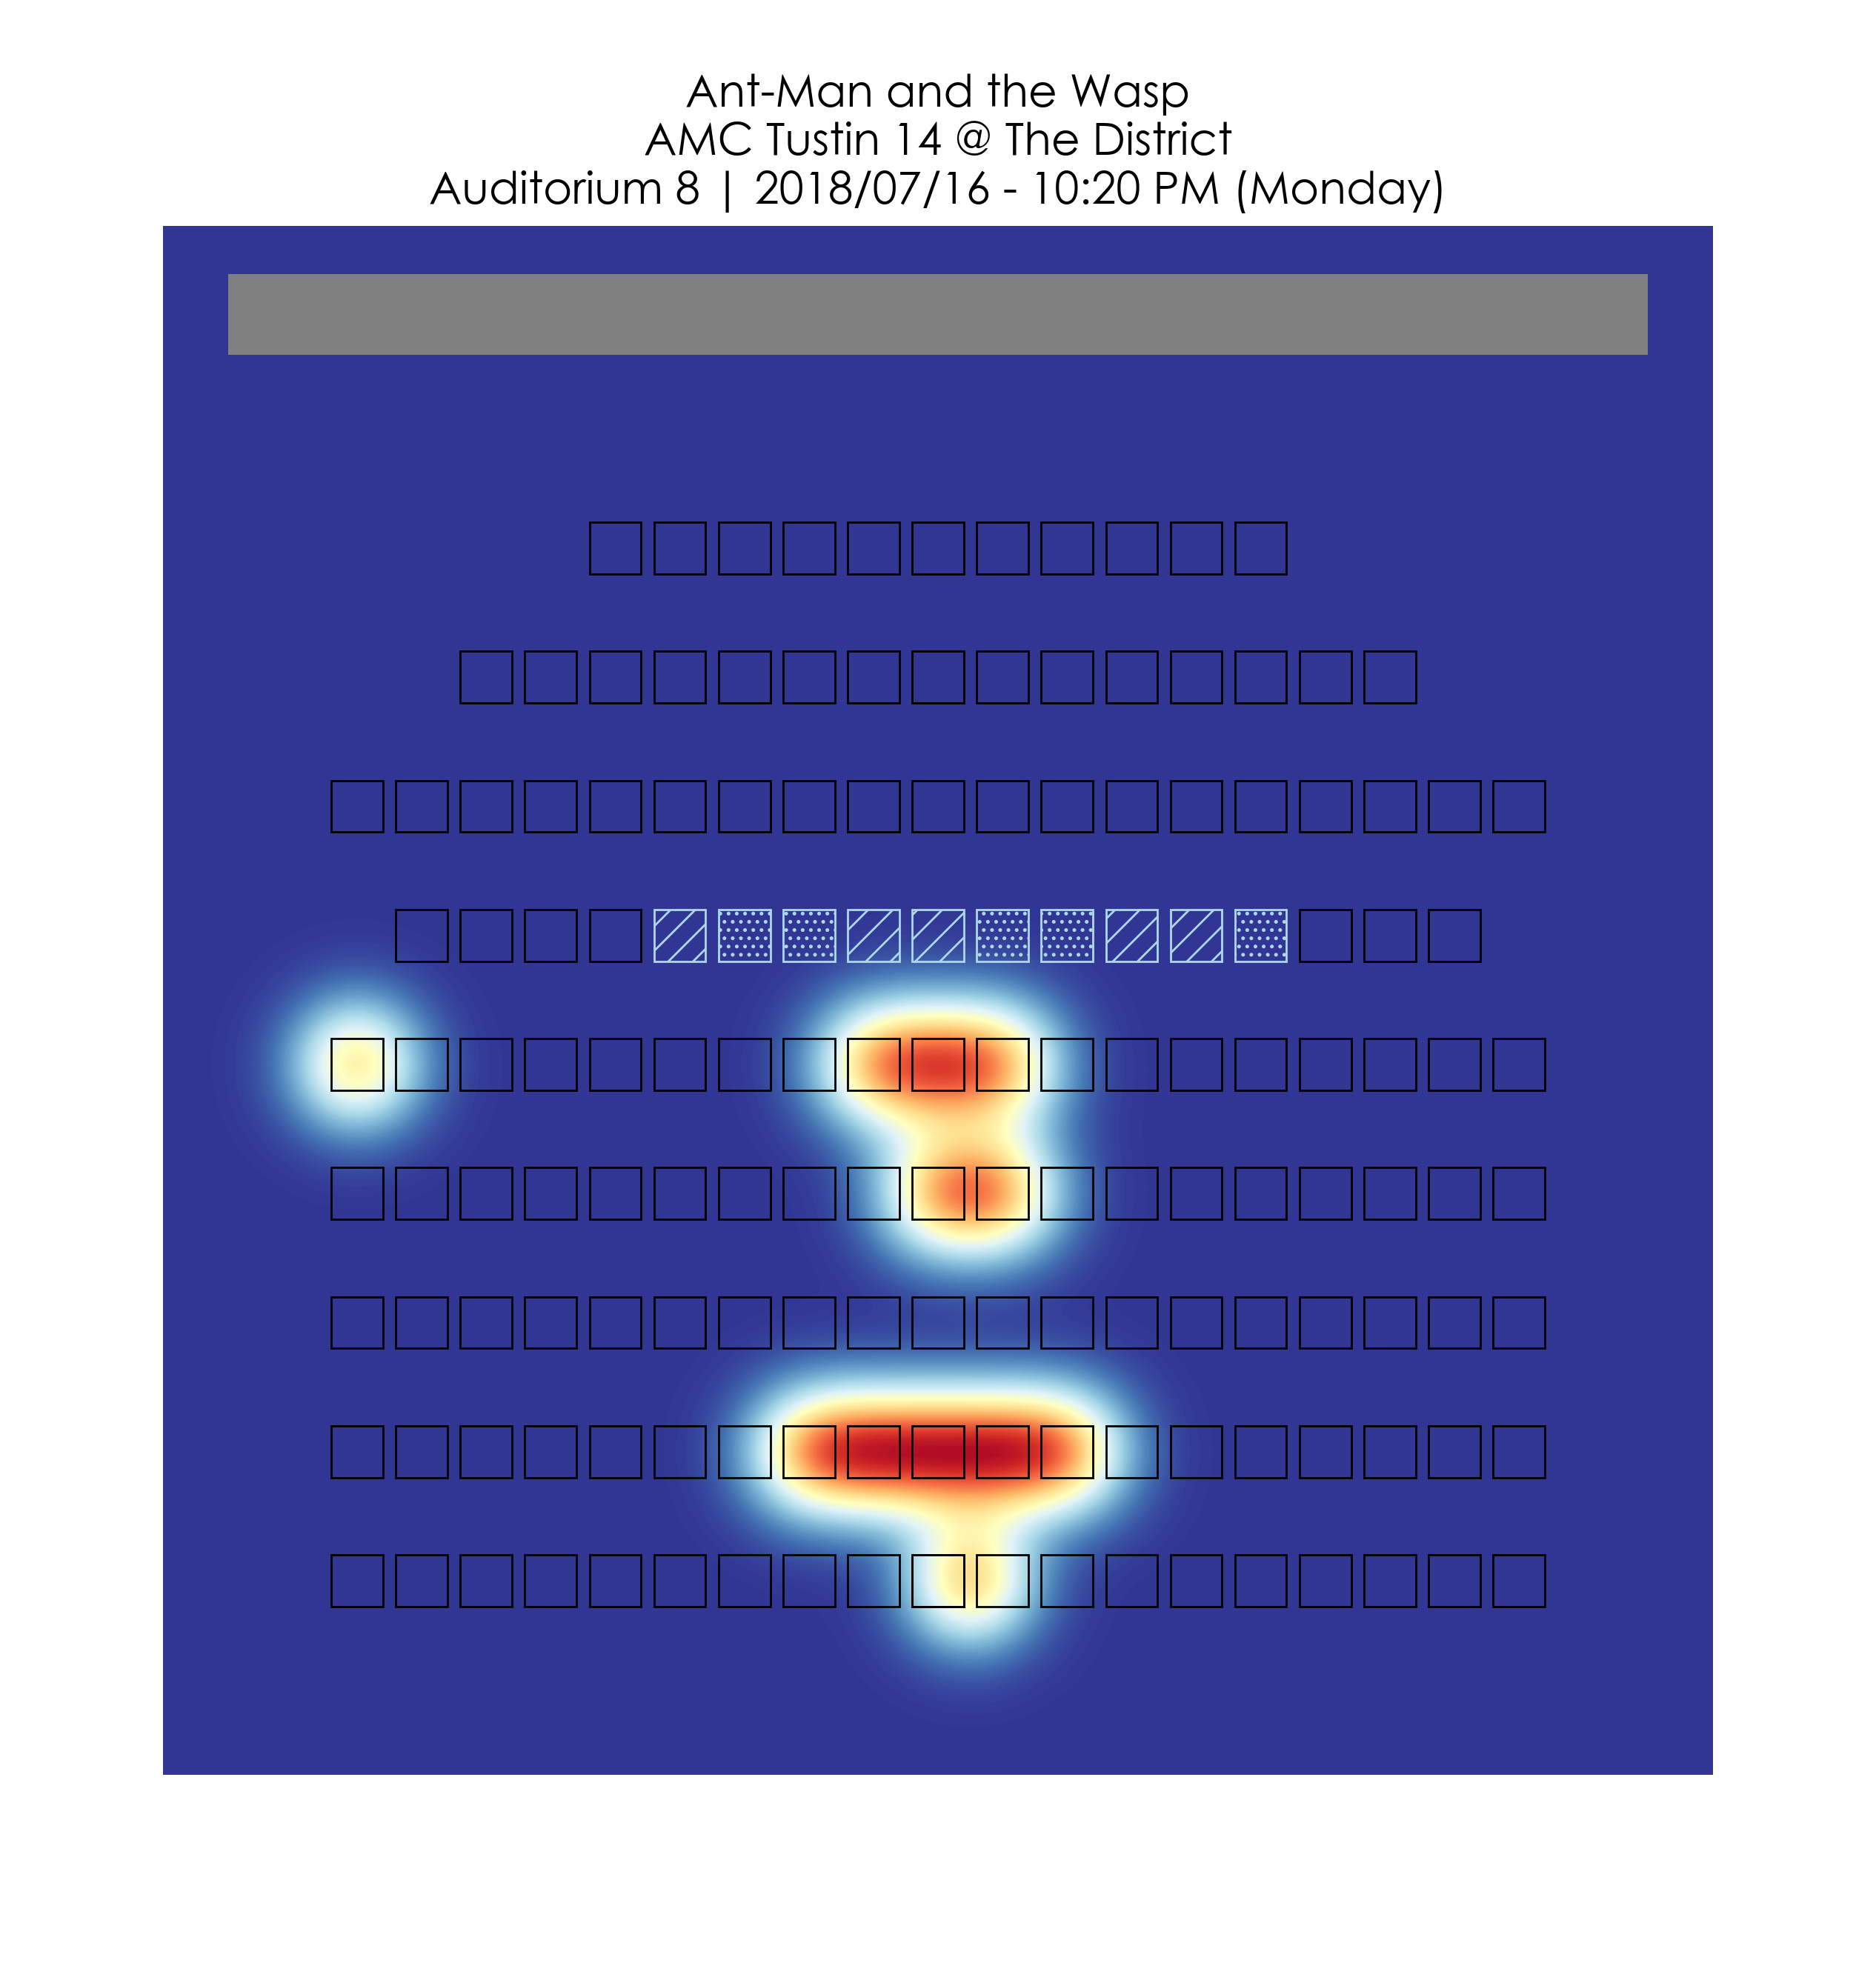 Ant-Man and the Wasp
AMC Tustin 14 @ The District
Auditorium 8 | 2018/07/16 - 10:20 PM (Monday)